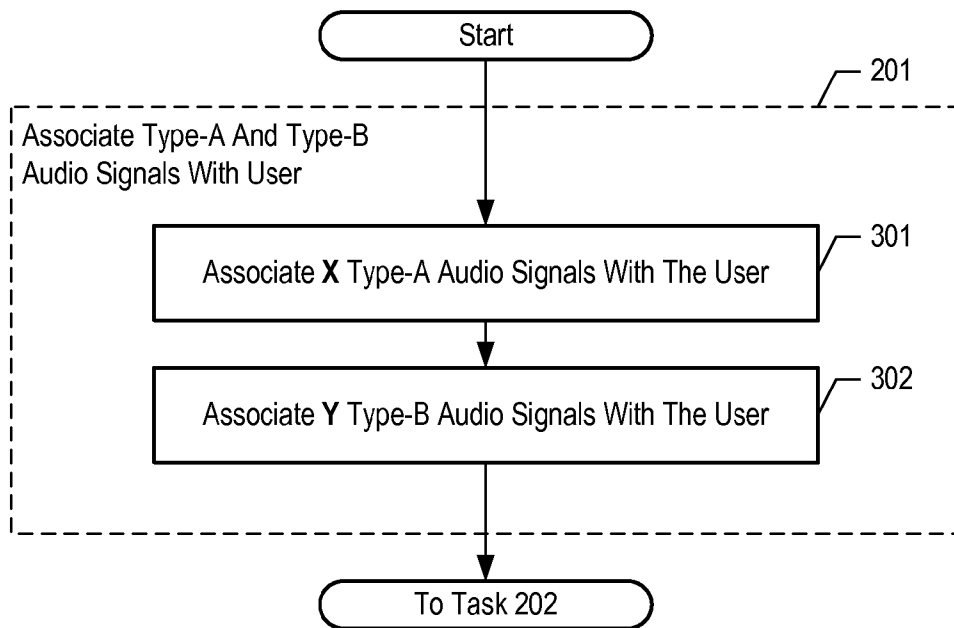 Start
201
Associate Type-A And Type-B
Audio Signals With User
301
Associate X Type-A Audio Signals With The User
302
Associate Y Type-B Audio Signals With The User
To Task 202